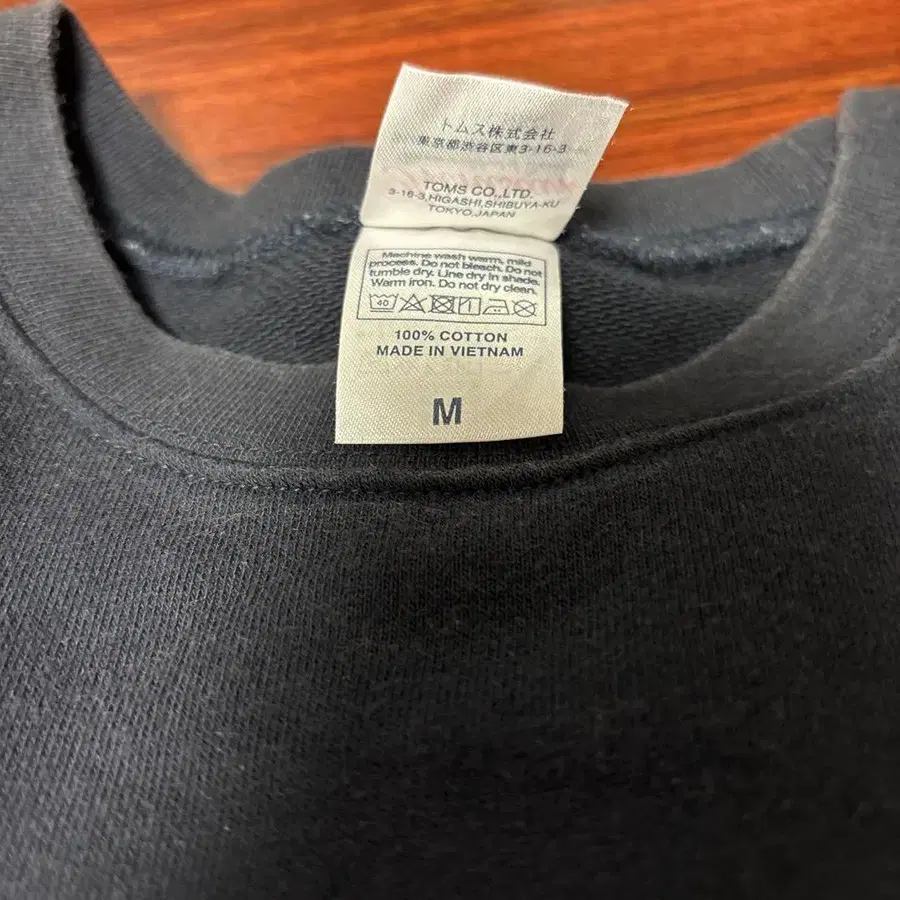 トムス株式会社
東京都渋谷区東3-16-3
TOMS CO.,LTD.
3-16-3,HIGASHI,SHIBUYA-KU
TOKYO,JAPAN
Machine wash warm, mild
process. Do not bleach. Do not
tumble dry. Line dry in shade.
Warm iron. Do not dry clean.
40
100% COTTON
MADE IN VIETNAM
M